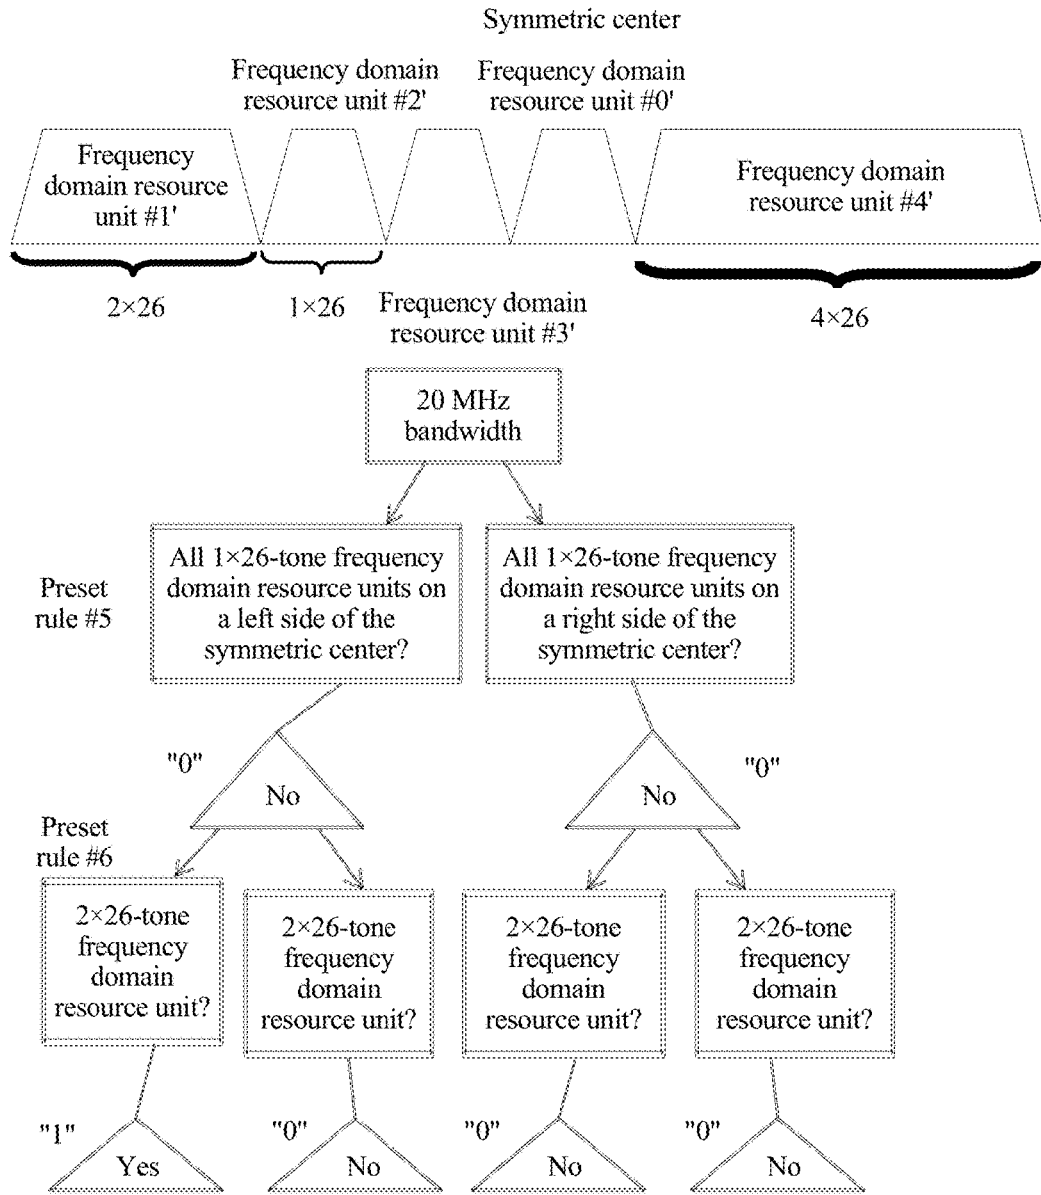 Symmetric center
Frequency domain
resource unit #2'
Frequency domain
resource unit #0'
Frequency
domain resource
unit #1'
Frequency domain
resource unit #4'
2×26
1×26
Frequency domain
resource unit #3'
4×26
20 MHz
bandwidth
Preset
rule #5
All 1×26-tone frequency
domain resource units on
a left side of the
symmetric center?
All 1×26-tone frequency
domain resource units on
a right side of the
symmetric center?
"0"
No
"0"
No
Preset
rule #6
2×26-tone
frequency
domain
resource unit?
2×26-tone
frequency
domain
resource unit?
2×26-tone
frequency
domain
resource unit?
2×26-tone
frequency
domain
resource unit?
"1"
Yes
"0"
No
"0"
No
"0"
No